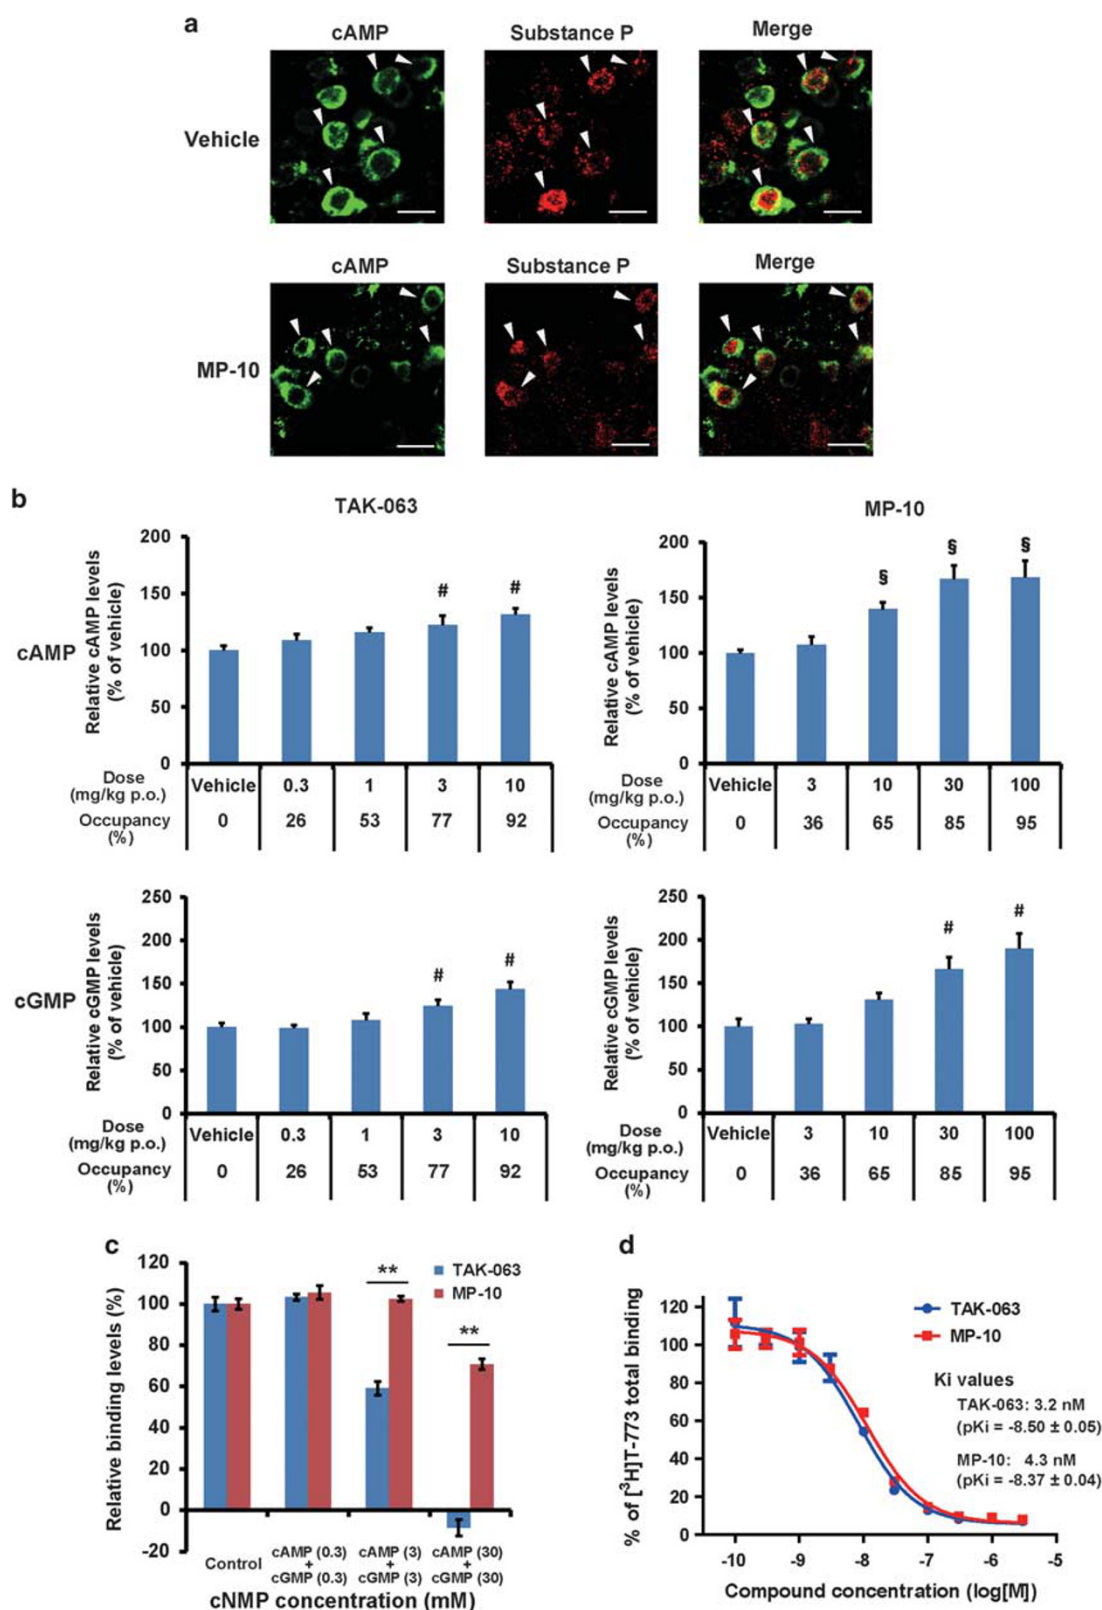 a
cAMP Substance P Merge
Vehicle
cAMP Substance P Merge
MP-10
b
TAK-063 MP-10
cAMP
Relative cAMP levels
(% of vehicle)
200
150
100
50
0
# #
Dose
(mg/kg p.o.)
Vehicle 0.3 1 3 10
Occupancy
(%)
0 26 53 77 92
Relative cAMP levels
(% of vehicle)
200
150
100
50
0
§ § §
Dose
(mg/kg p.o.)
Vehicle 3 10 30 100
Occupancy
(%)
0 36 65 85 95
cGMP
Relative cGMP levels
(% of vehicle)
250
200
150
100
50
0
# #
Dose
(mg/kg p.o.)
Vehicle 0.3 1 3 10
Occupancy
(%)
0 26 53 77 92
Relative cGMP levels
(% of vehicle)
250
200
150
100
50
0
# #
Dose
(mg/kg p.o.)
Vehicle 3 10 30 100
Occupancy
(%)
0 36 65 85 95
c
Relative binding levels (%)
120
100
80
60
40
20
0
-20
TAK-063
MP-10
**
**
Control
cAMP (0.3)
+
cGMP (0.3)
cAMP (3)
+
cGMP (3)
cAMP (30)
+
cGMP (30)
cNMP concentration (mM)
d
% of [³H]T-773 total binding
120
100
80
60
40
20
0
TAK-063
MP-10
Ki values
TAK-063: 3.2 nM
(pKi = -8.50 ± 0.05)
MP-10: 4.3 nM
(pKi = -8.37 ± 0.04)
-10 -9 -8 -7 -6 -5
Compound concentration (log[M])